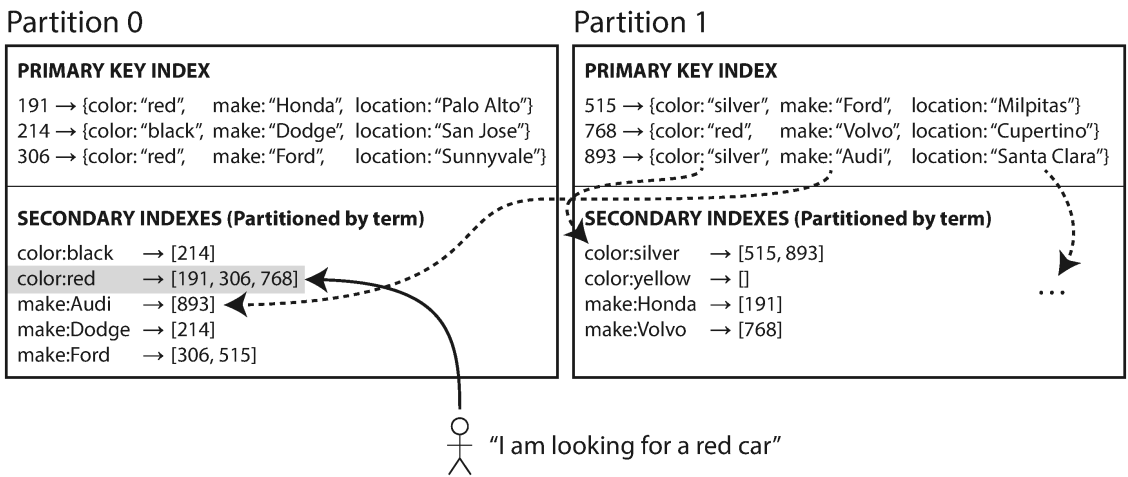 Partition 0
PRIMARY KEY INDEX
191 → {color: “red”, make: “Honda”, location: “Palo Alto”}
214 → {color: “black”, make: “Dodge”, location: “San Jose”}
306 → {color: “red”, make: “Ford”, location: “Sunnyvale”}
SECONDARY INDEXES (Partitioned by term)
color:black → [214]
color:red → [191, 306, 768]
make:Audi → [893]
make:Dodge → [214]
make:Ford → [306, 515]
Partition 1
PRIMARY KEY INDEX
515 → {color: “silver”, make: “Ford”, location: “Milpitas”}
768 → {color: “red”, make: “Volvo”, location: “Cupertino”}
893 → {color: “silver”, make: “Audi”, location: “Santa Clara”}
SECONDARY INDEXES (Partitioned by term)
color:silver → [515, 893]
color:yellow → []
make:Honda → [191]
make:Volvo → [768]
...
“I am looking for a red car”